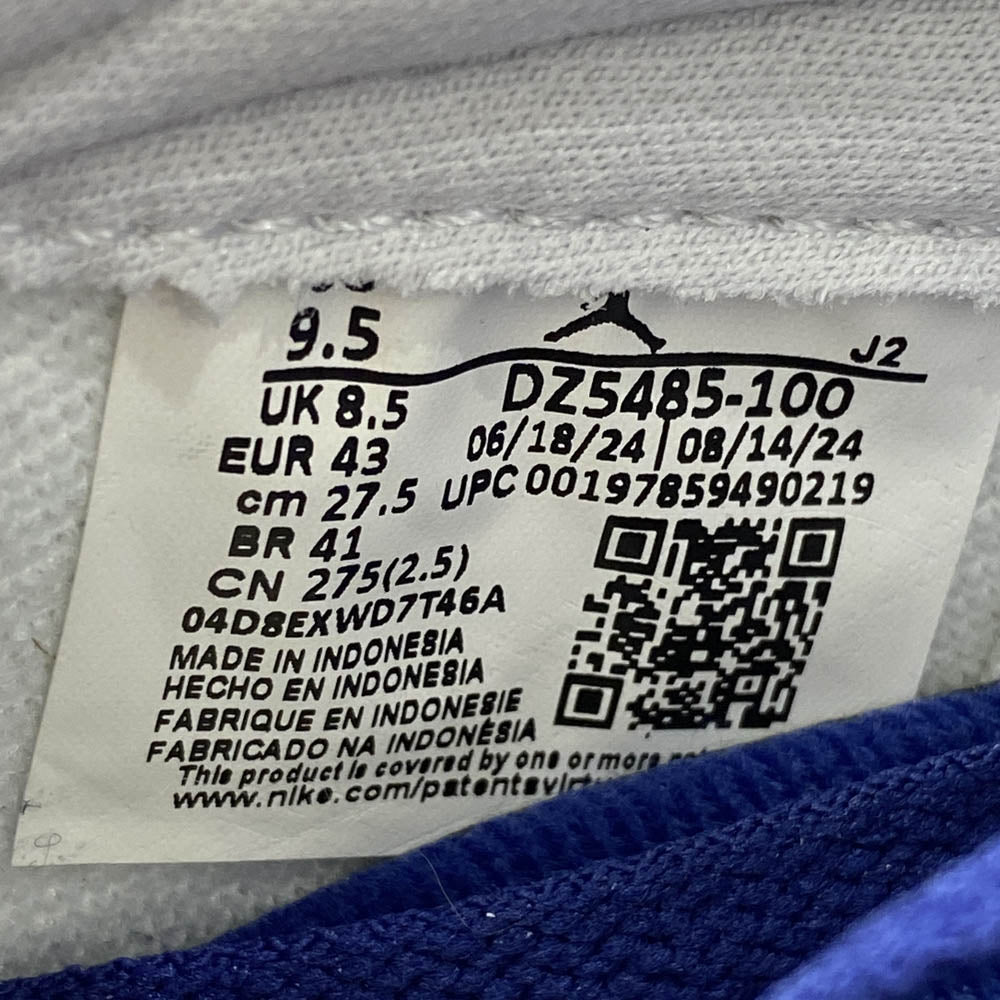 9.5
J2
UK 8.5
DZ5485-100
EUR 43
06/18/24 | 08/14/24
cm 27.5
UPC 00197859490219
BR 41
CN 275(2.5)
04D8EXWD7T46A
MADE IN INDONESIA
HECHO EN INDONESIA
FABRIQUE EN INDONESIE
FABRICADO NA INDONÉSIA
This product is covered by one or more
www.nike.com/patents